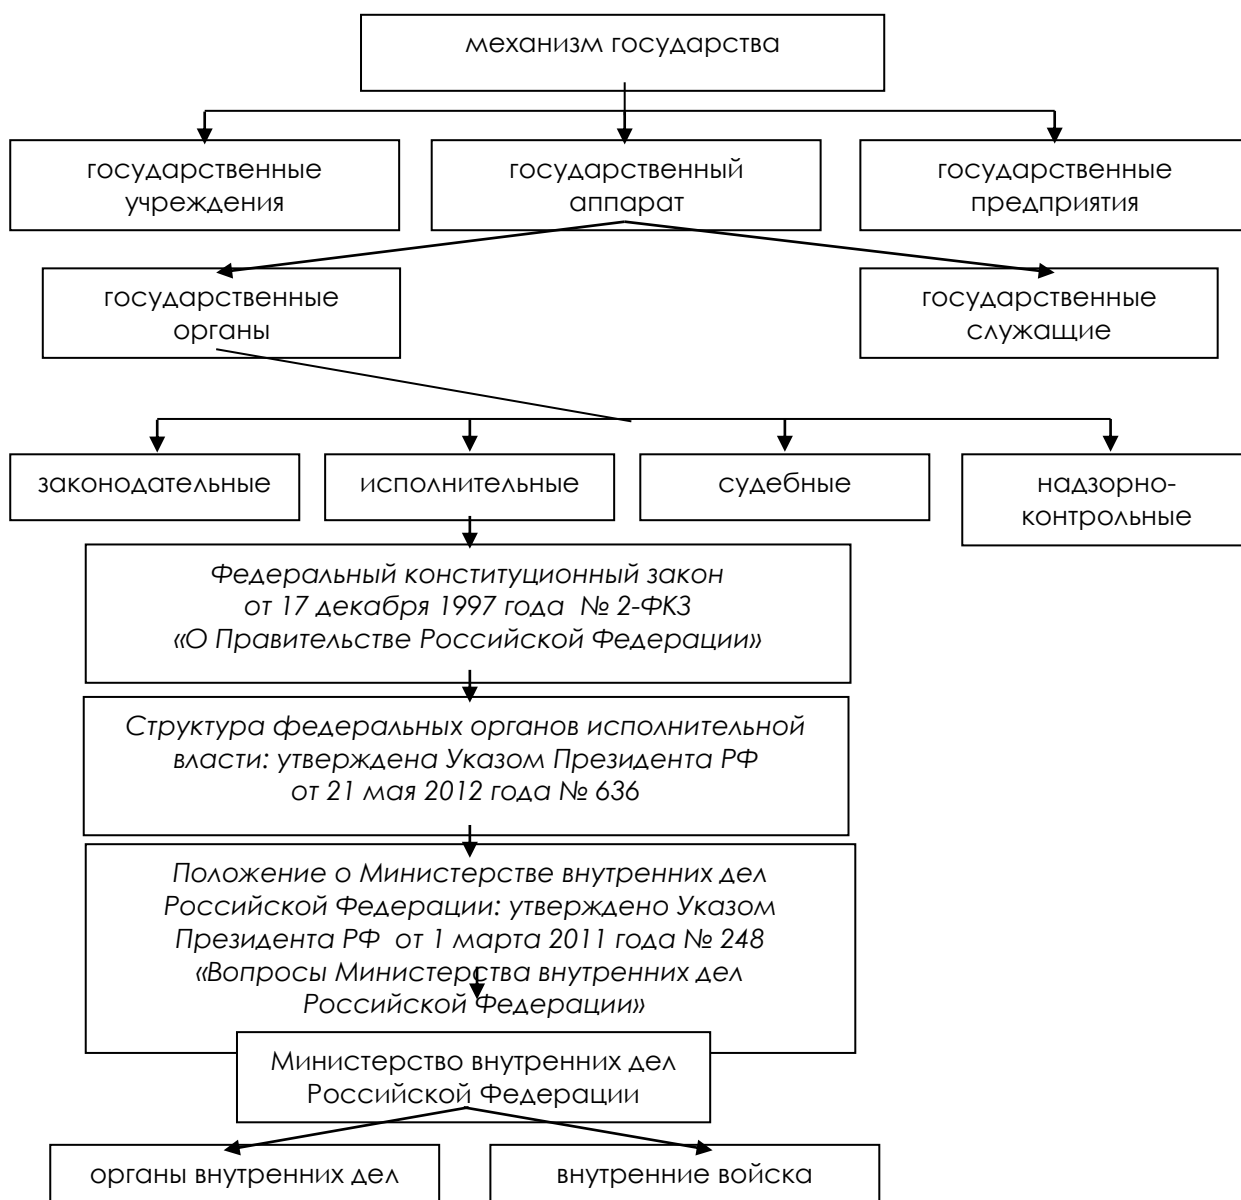 механизм государства
государственные
учреждения
государственный
аппарат
государственные
предприятия
государственные
органы
государственные
служащие
законодательные
исполнительные
судебные
надзорно-
контрольные
Федеральный конституционный закон
от 17 декабря 1997 года № 2-ФКЗ
«О Правительстве Российской Федерации»
Структура федеральных органов исполнительной
власти: утверждена Указом Президента РФ
от 21 мая 2012 года № 636
Положение о Министерстве внутренних дел
Российской Федерации: утверждено Указом
Президента РФ от 1 марта 2011 года № 248
«Вопросы Министерства внутренних дел
Российской Федерации»
Министерство внутренних дел
Российской Федерации
органы внутренних дел
внутренние войска